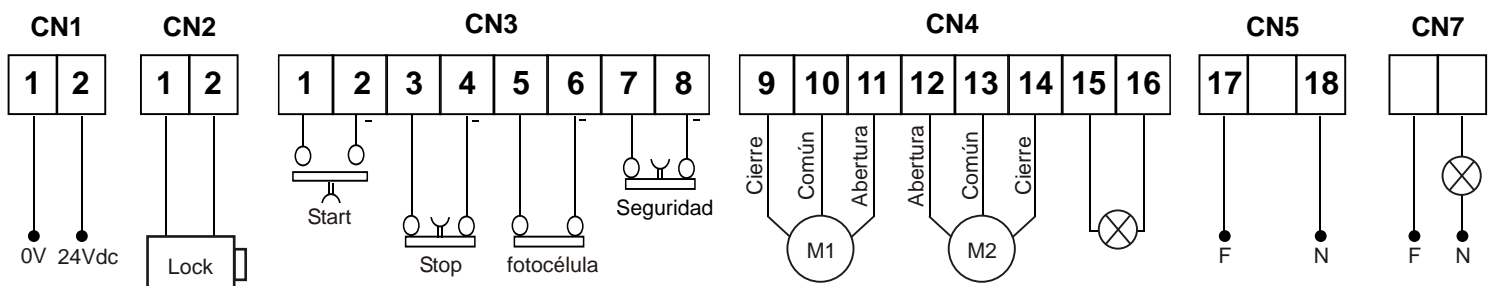 CN1 CN2 CN3 CN4 CN5 CN7
1 2 1 2 1 2 3 4 5 6 7 8 9 10 11 12 13 14 15 16 17 18
- - - -
Cierre Común Abertura Abertura Común Cierre
Start Seguridad
0V 24Vdc Lock Stop fotocélula M1 M2 F N F N